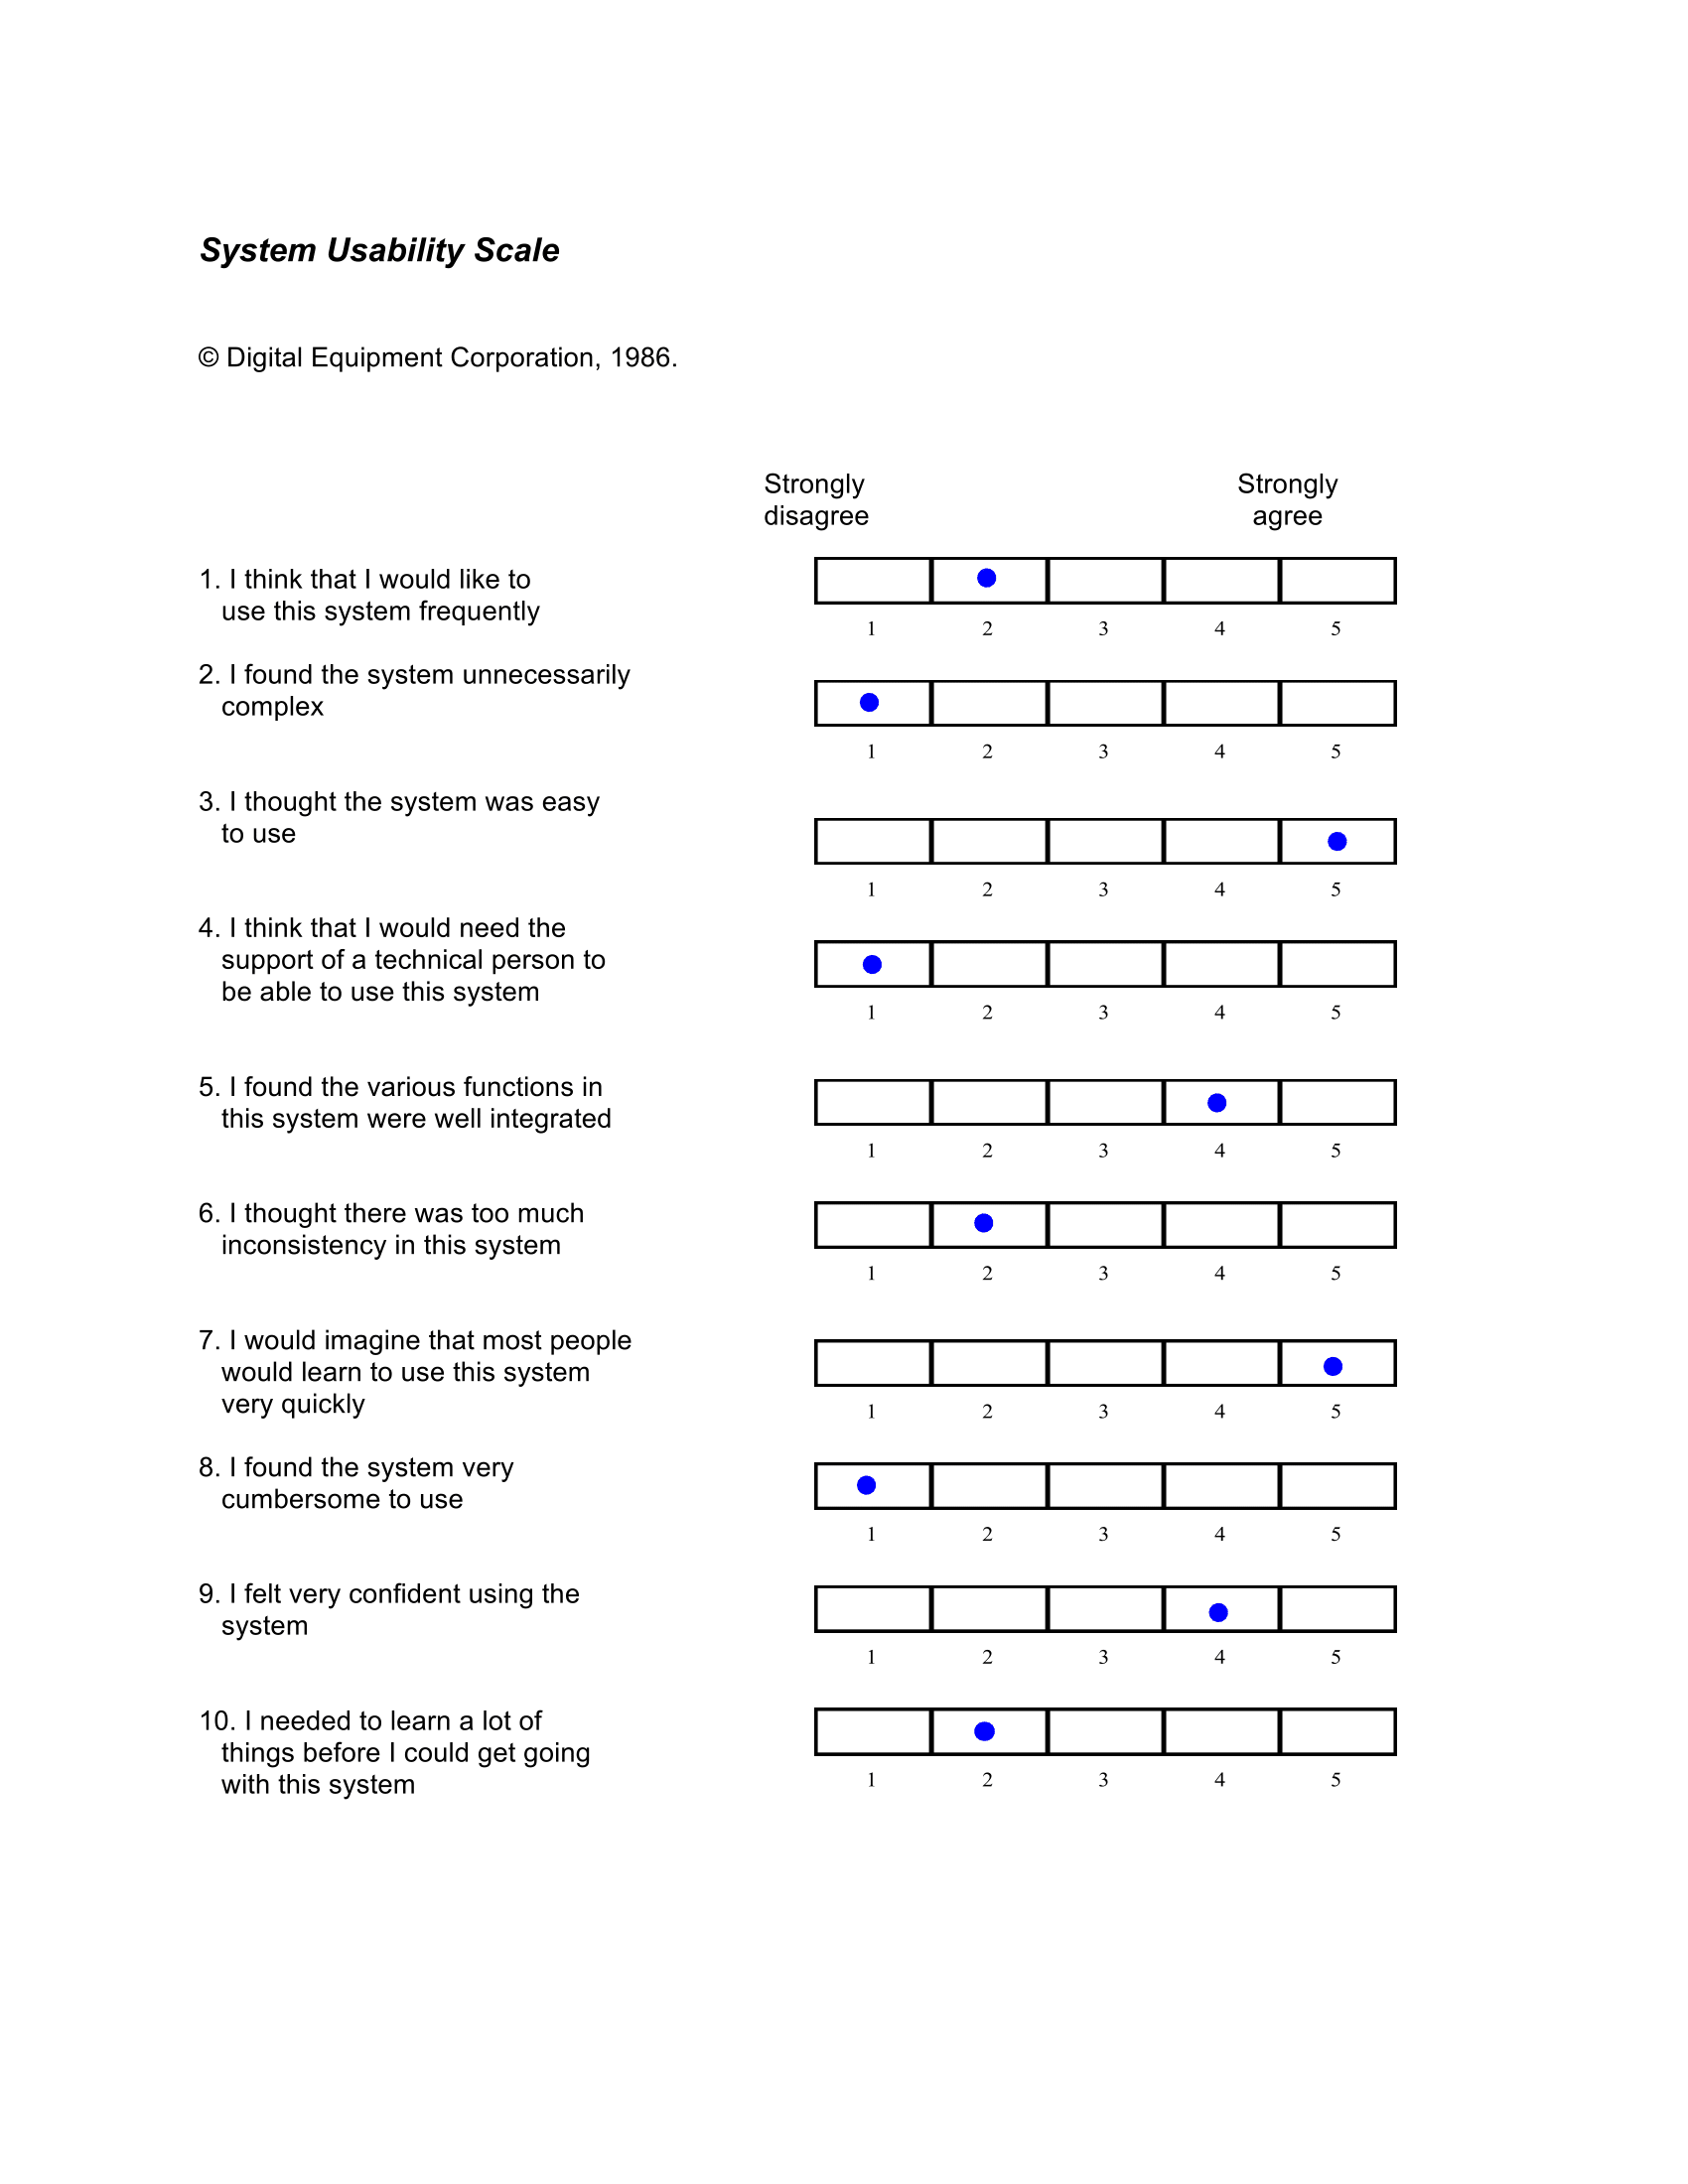 System Usability Scale
© Digital Equipment Corporation, 1986.
Strongly
disagree
Strongly
agree
1. I think that I would like to
use this system frequently
1 2 3 4 5
2. I found the system unnecessarily
complex
1 2 3 4 5
3. I thought the system was easy
to use
1 2 3 4 5
4. I think that I would need the
support of a technical person to
be able to use this system
1 2 3 4 5
5. I found the various functions in
this system were well integrated
1 2 3 4 5
6. I thought there was too much
inconsistency in this system
1 2 3 4 5
7. I would imagine that most people
would learn to use this system
very quickly
1 2 3 4 5
8. I found the system very
cumbersome to use
1 2 3 4 5
9. I felt very confident using the
system
1 2 3 4 5
10. I needed to learn a lot of
things before I could get going
with this system
1 2 3 4 5